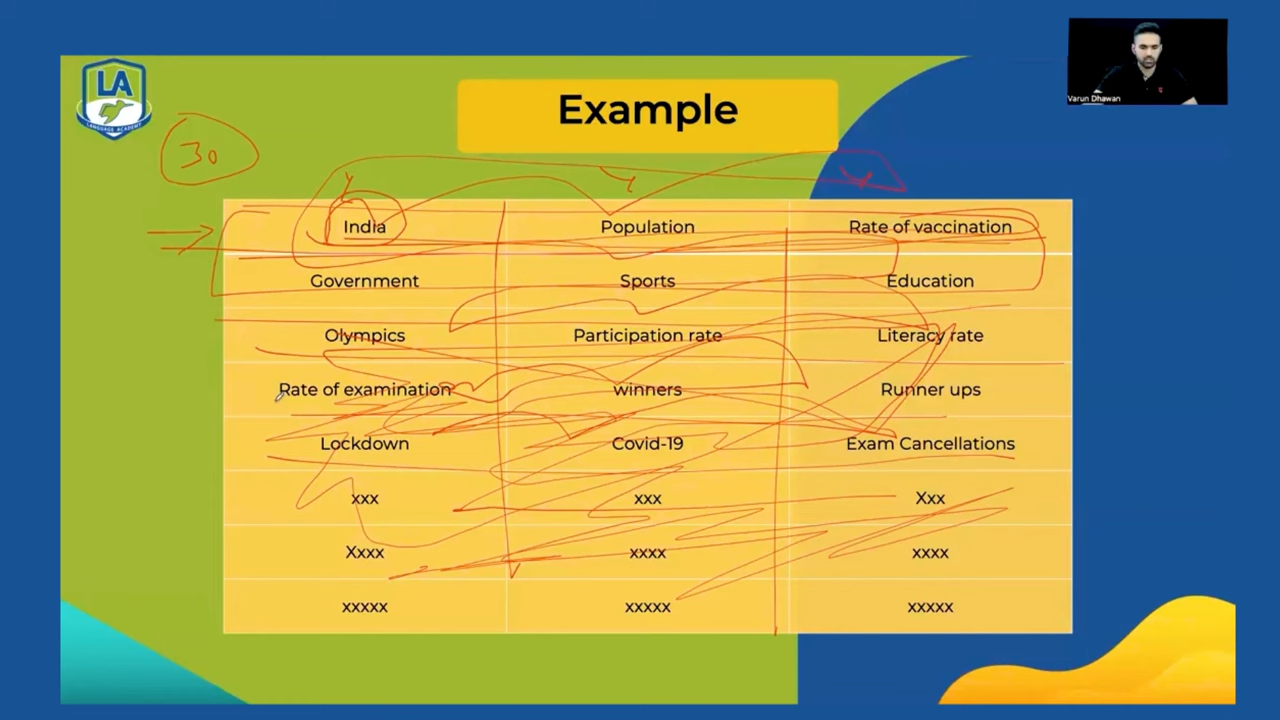 LA
LANGUAGE ACADEMY
Example
Varun Dhawan
30
India Population Rate of vaccination
Government Sports Education
Olympics Participation rate Literacy rate
Rate of examination winners Runner ups
Lockdown Covid-19 Exam Cancellations
xxx xxx Xxx
Xxxx xxxx xxxx
xxxxx xxxxx xxxxx